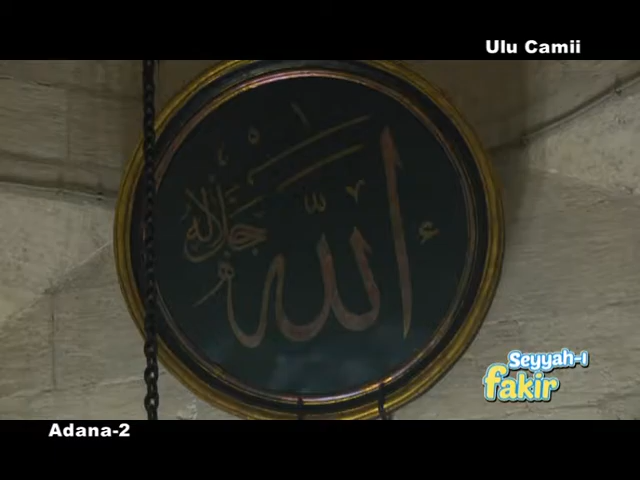 Ulu Camii
الله
جل جلاله
Seyyah-ı
fakir
Adana-2